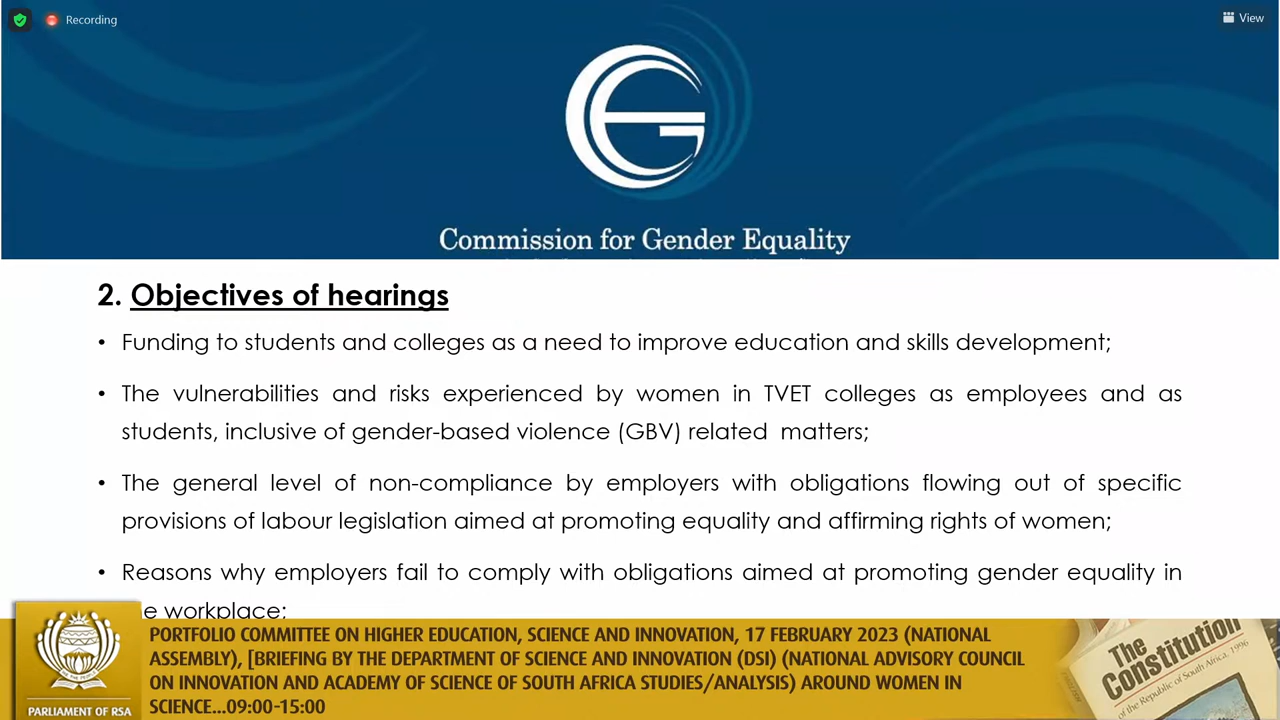 Recording
View
Commission for Gender Equality
2. Objectives of hearings
• Funding to students and colleges as a need to improve education and skills development;
• The vulnerabilities and risks experienced by women in TVET colleges as employees and as
students, inclusive of gender-based violence (GBV) related matters;
• The general level of non-compliance by employers with obligations flowing out of specific
provisions of labour legislation aimed at promoting equality and affirming rights of women;
• Reasons why employers fail to comply with obligations aimed at promoting gender equality in
workplace;
PORTFOLIO COMMITTEE ON HIGHER EDUCATION, SCIENCE AND INNOVATION, 17 FEBRUARY 2023 (NATIONAL
ASSEMBLY), [BRIEFING BY THE DEPARTMENT OF SCIENCE AND INNOVATION (DSI) (NATIONAL ADVISORY COUNCIL
ON INNOVATION AND ACADEMY OF SCIENCE OF SOUTH AFRICA STUDIES/ANALYSIS) AROUND WOMEN IN
SCIENCE...09:00-15:00
PARLIAMENT OF RSA
The
Constitution
of the Republic of South Africa, 1996